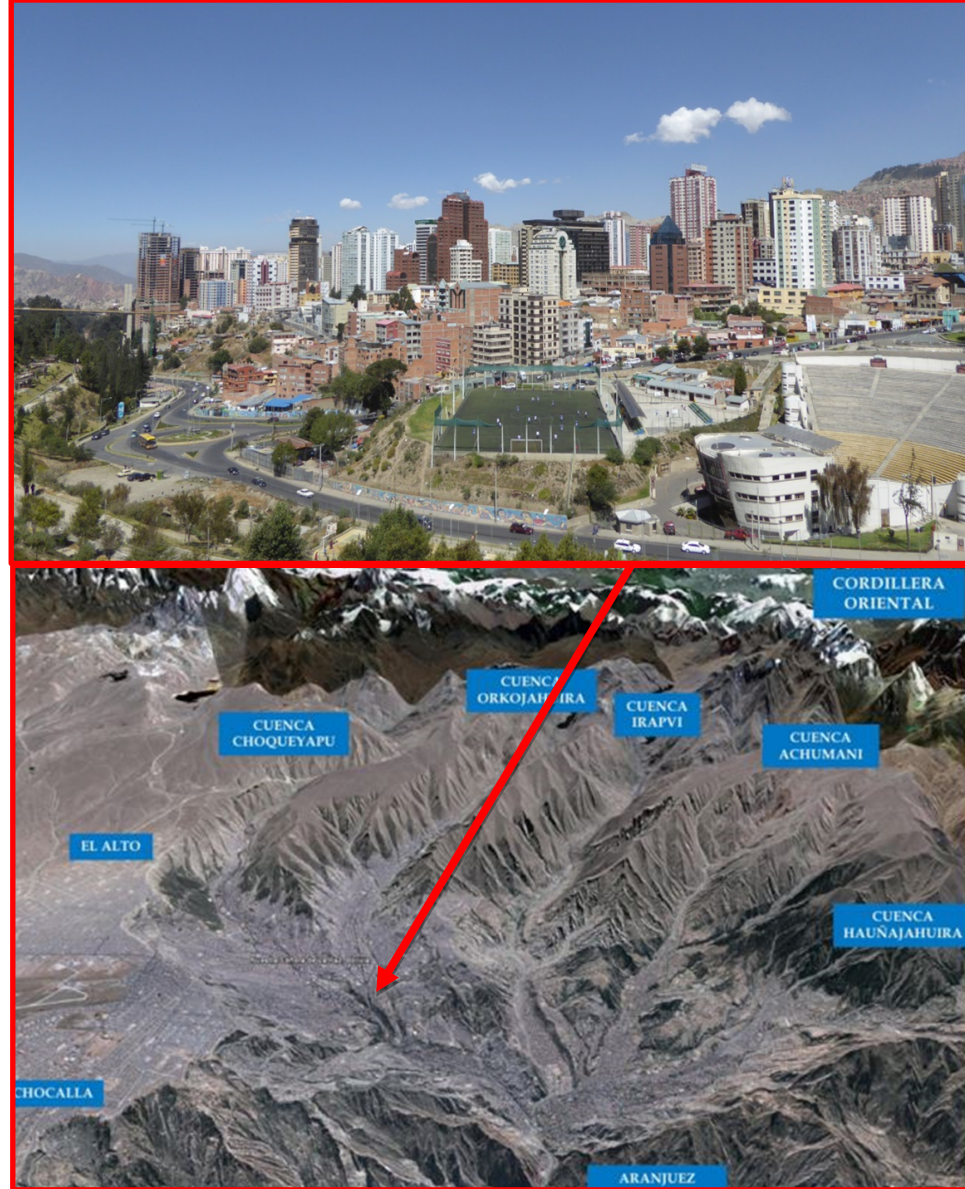 CORDILLERA
ORIENTAL
CUENCA
ORKOJAHUIRA
CUENCA
IRAPVI
CUENCA
CHOQUEYAPU
CUENCA
ACHUMANI
EL ALTO
CUENCA
HAUÑAJAHUIRA
CHOCALLA
ARANJUEZ